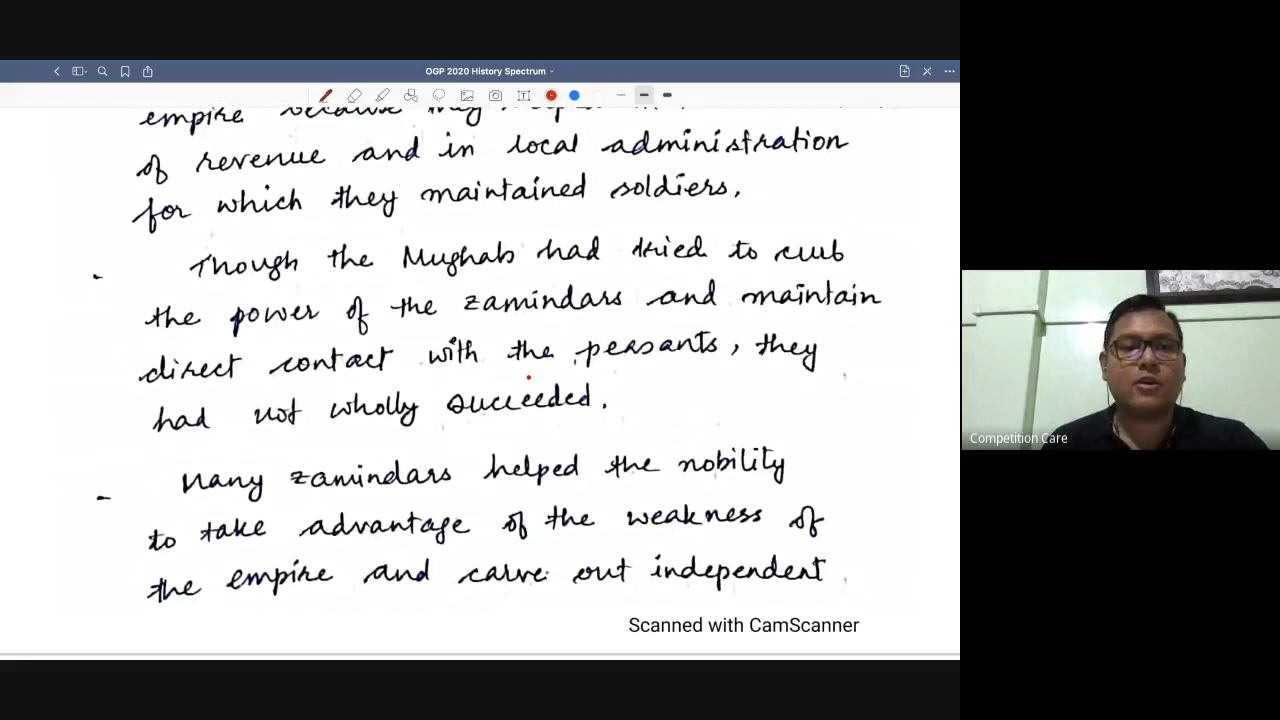 OGP 2020 History Spectrum
empire because they
of revenue and in local administration
for which they maintained soldiers.
- Though the Mughals had tried to curb
the power of the zamindars and maintain
direct contact with the peasants, they
had not wholly succeeded.
- Many zamindars helped the nobility
to take advantage of the weakness of
the empire and carve out independent
Scanned with CamScanner
Competition Care